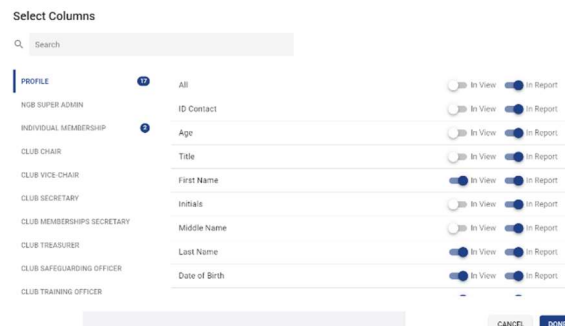 Select Columns
Search
PROFILE 17
NGB SUPER ADMIN
INDIVIDUAL MEMBERSHIP 2
CLUB CHAIR
CLUB VICE-CHAIR
CLUB SECRETARY
CLUB MEMBERSHIPS SECRETARY
CLUB TREASURER
CLUB SAFEGUARDING OFFICER
CLUB TRAINING OFFICER
All In View In Report
ID Contact In View In Report
Age In View In Report
Title In View In Report
First Name In View In Report
Initials In View In Report
Middle Name In View In Report
Last Name In View In Report
Date of Birth In View In Report
CANCEL DONE